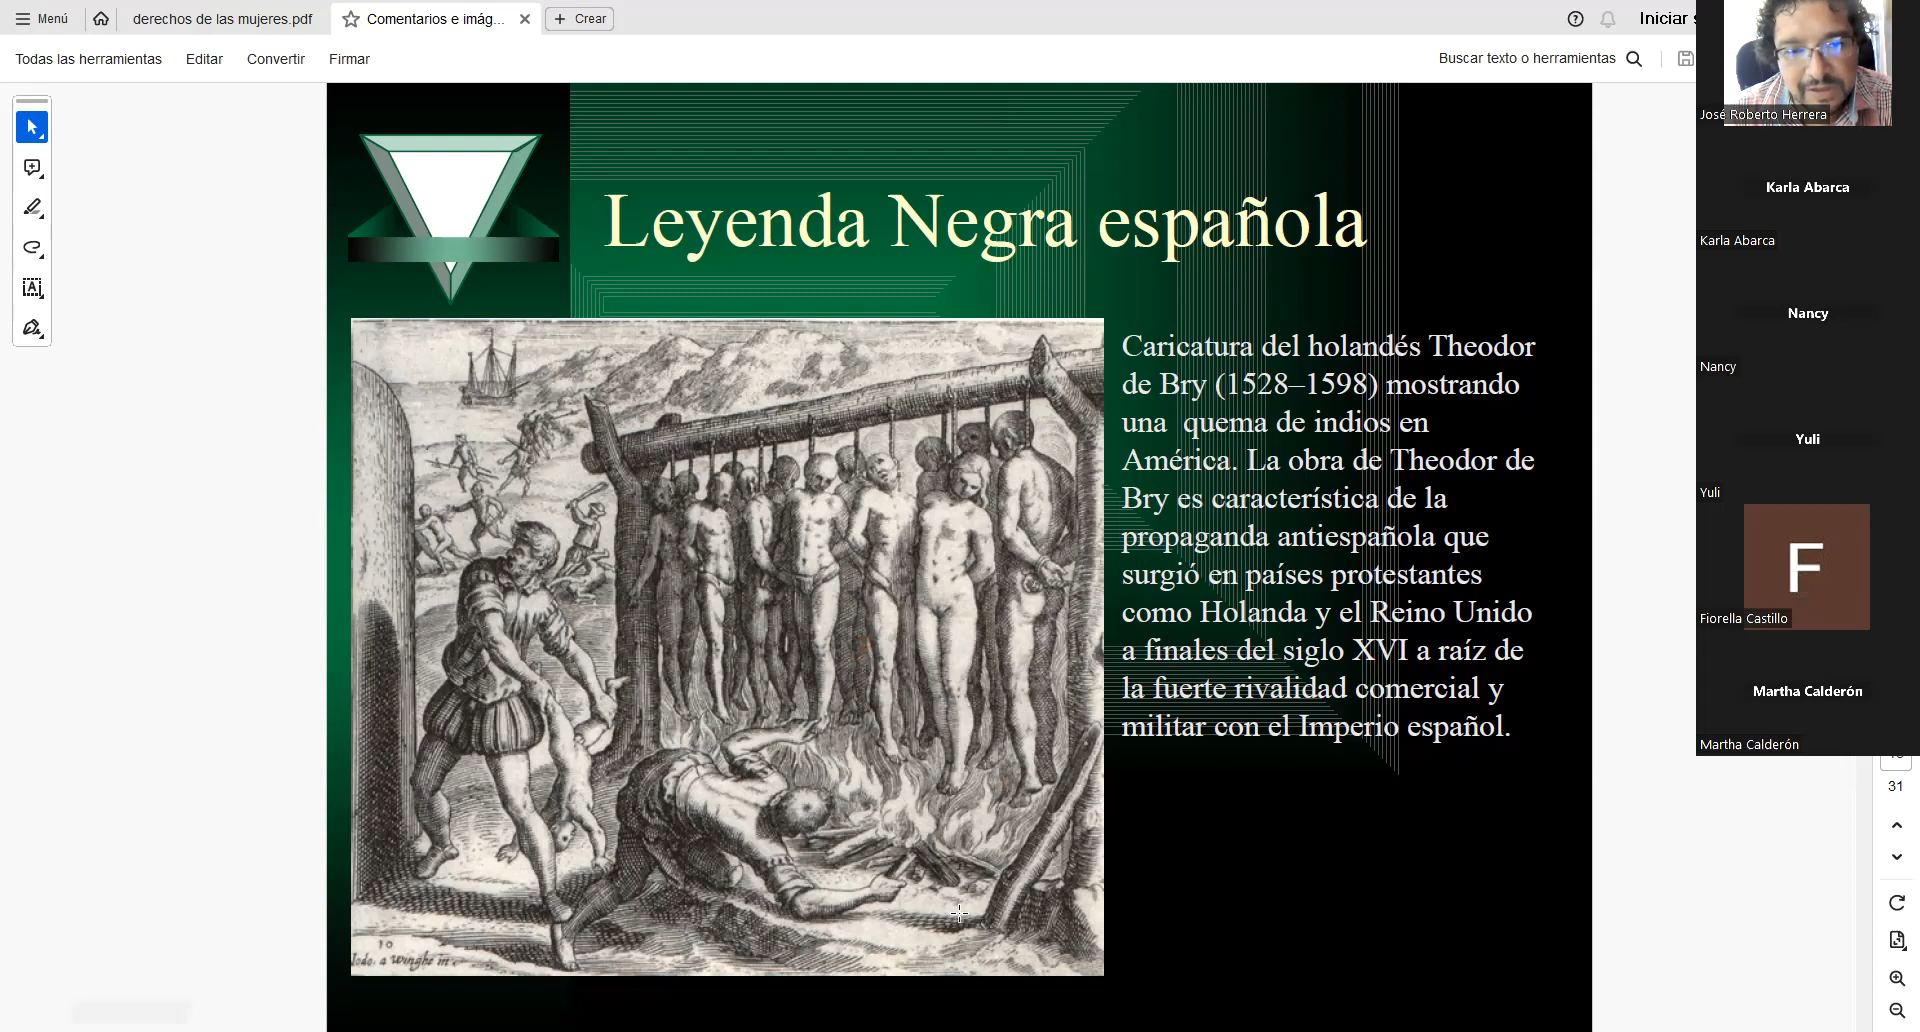 Menú
derechos de las mujeres.pdf
Comentarios e imág...
Crear
Iniciar
Todas las herramientas
Editar
Convertir
Firmar
Buscar texto o herramientas
Leyenda Negra española
Caricatura del holandés Theodor
de Bry (1528–1598) mostrando
una quema de indios en
América. La obra de Theodor de
Bry es característica de la
propaganda antiespañola que
surgió en países protestantes
como Holanda y el Reino Unido
a finales del siglo XVI a raíz de
la fuerte rivalidad comercial y
militar con el Imperio español.
10
Iodo. a Winghe in
José Roberto Herrera
Karla Abarca
Karla Abarca
Nancy
Nancy
Yuli
Yuli
F
Fiorella Castillo
Martha Calderón
Martha Calderón
31